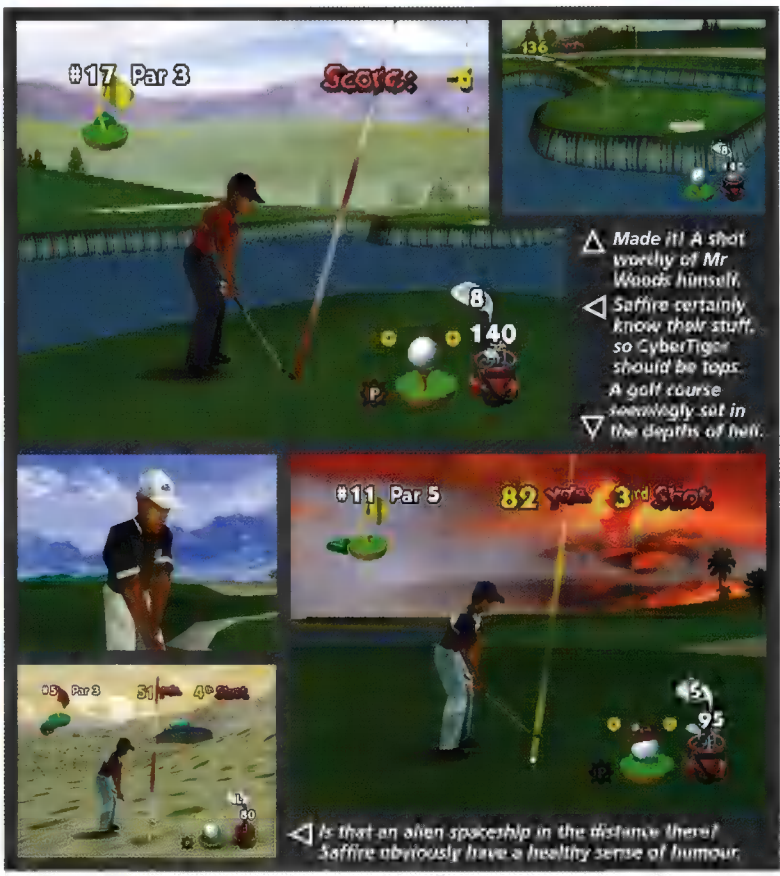 #17 Par 3
Score: -6
8
140
P
136
8
Made it! A shot
worthy of Mr
Woods himself.
Saffire certainly
know their stuff,
so CyberTiger
should be tops.
A golf course
seemingly set in
the depths of hell.
#11 Par 5
82 yds 3rd Shot
95
P
#5 Par 3
51 yds 4th Shot
L
80
Is that an alien spaceship in the distance there?
Saffire obviously have a healthy sense of humour.